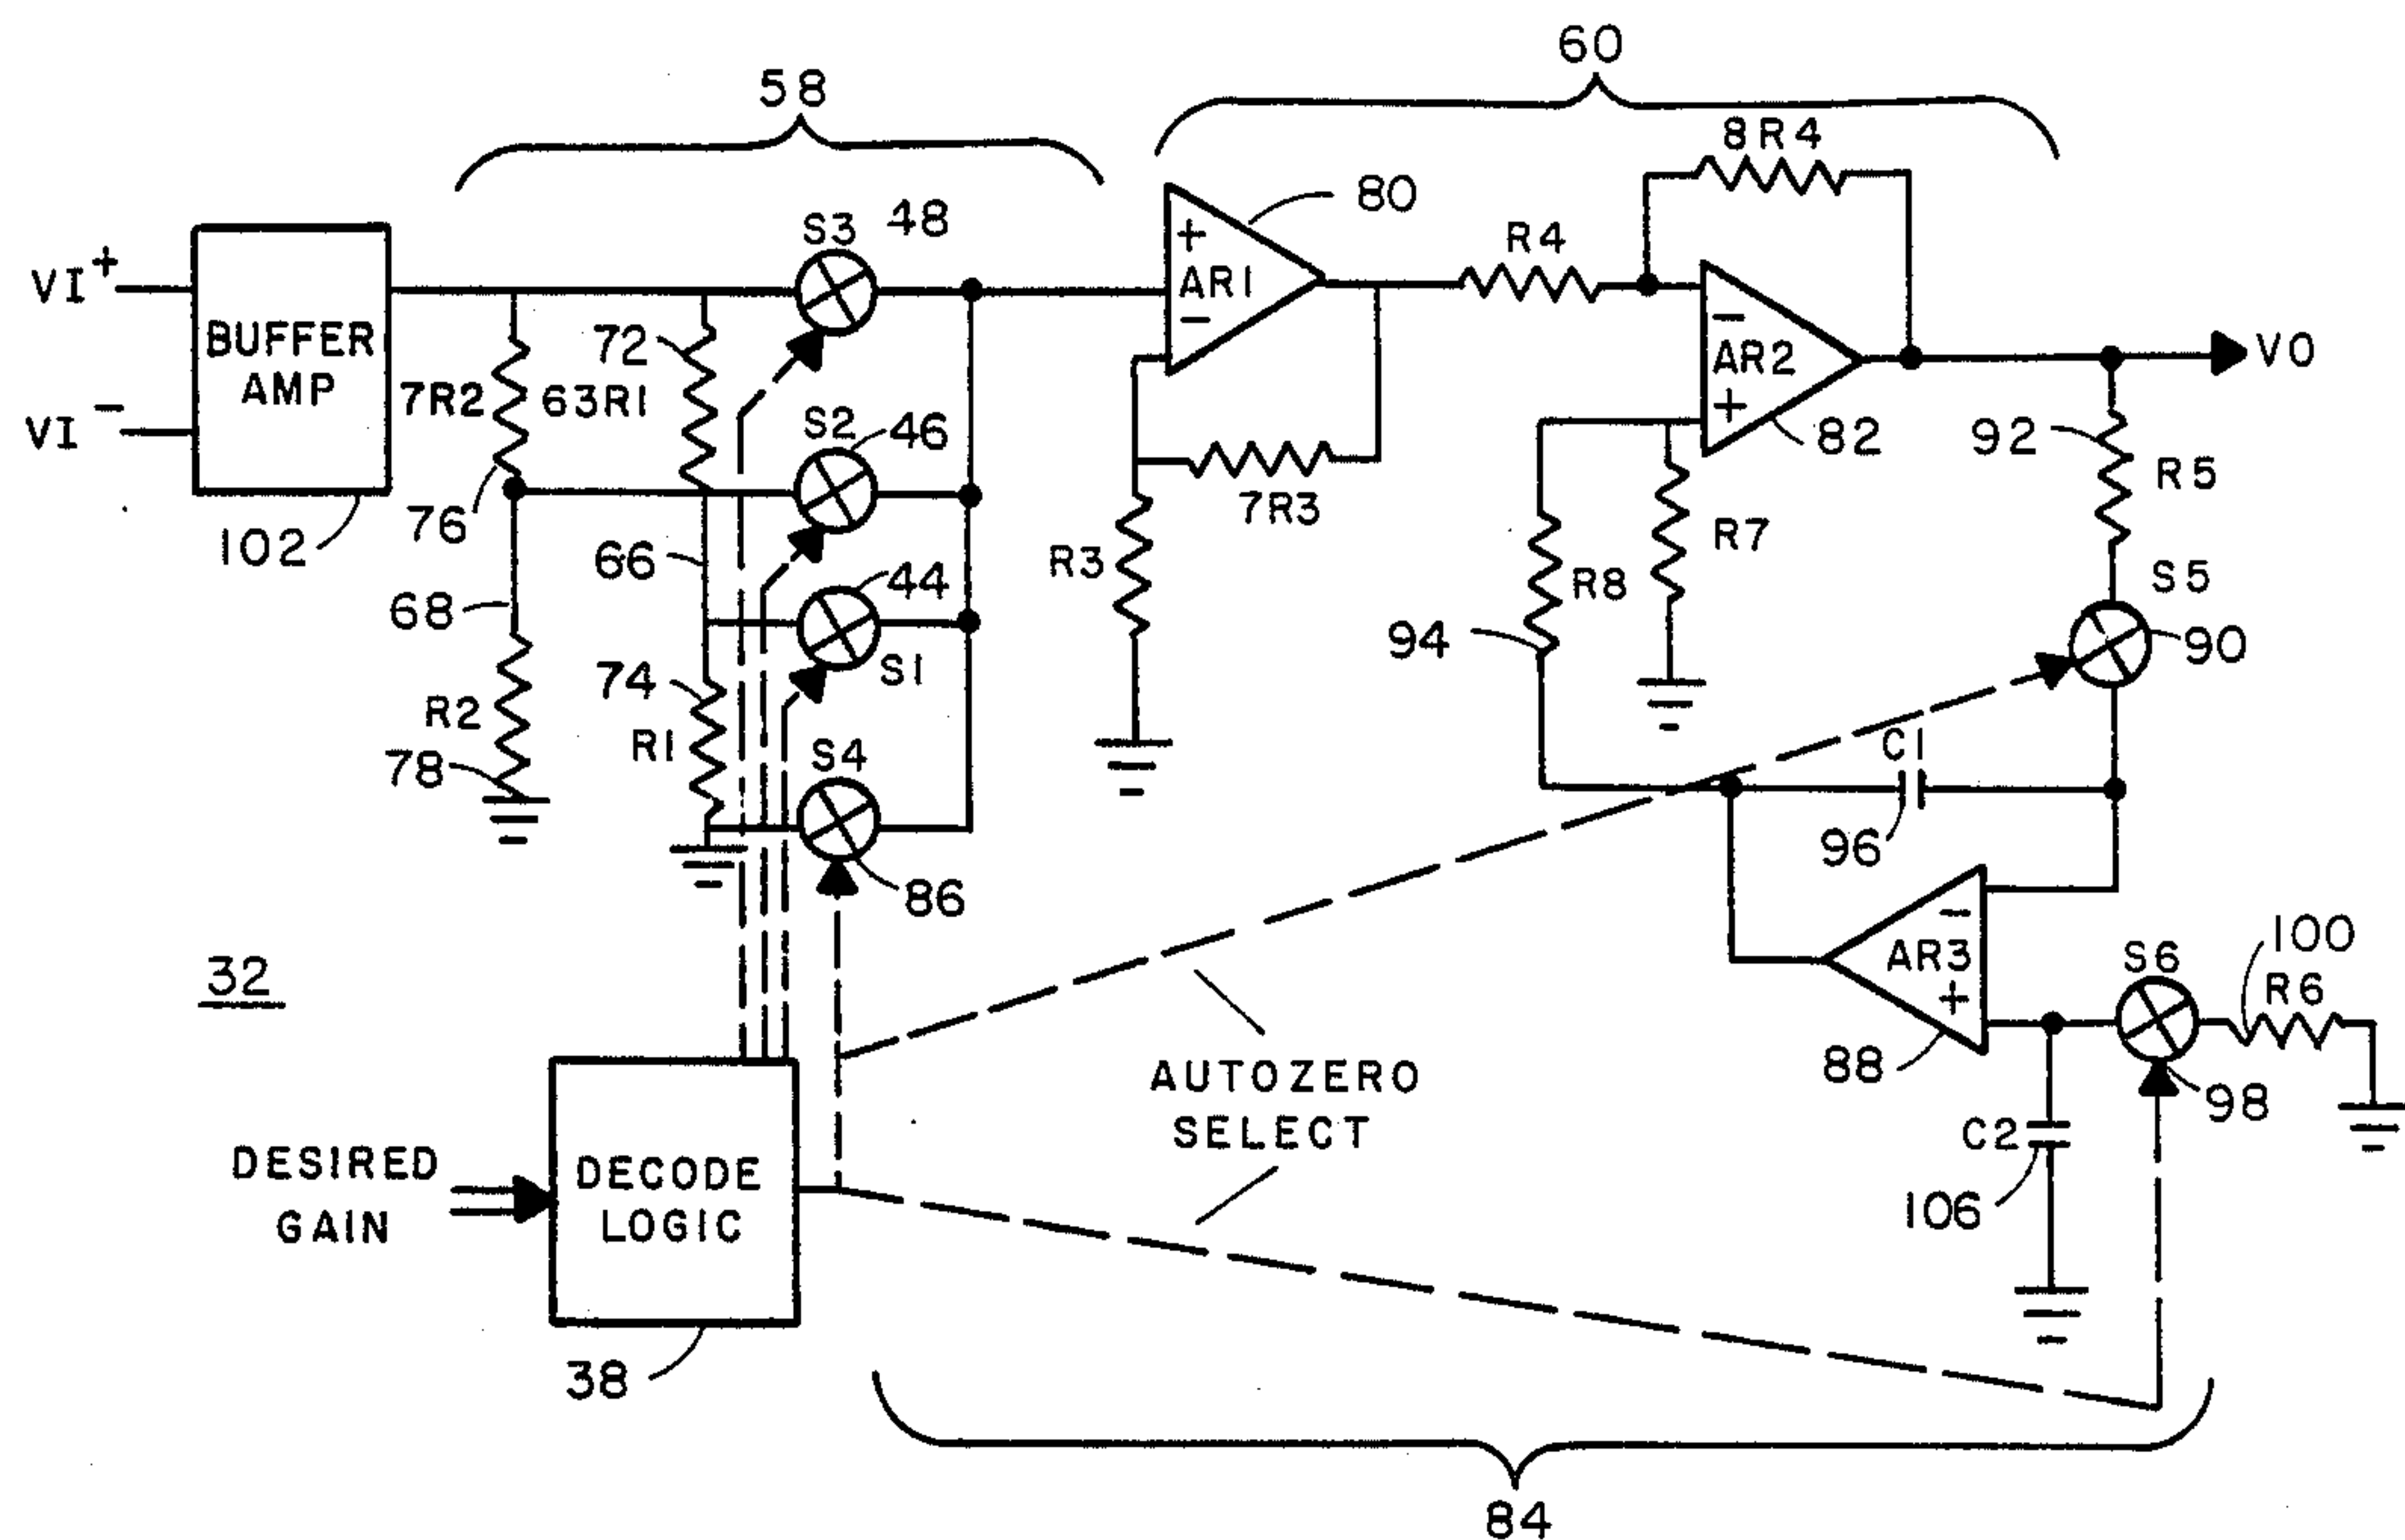 58
60
8R4
VI+
VI-
BUFFER
AMP
102
7R2
76
68
R2
78
72
63R1
66
74
R1
S3
48
S2
46
44
S1
S4
86
+
AR1
-
80
R3
7R3
R4
-
AR2
+
82
VO
92
R5
R7
R8
94
S5
90
C1
96
-
AR3
+
88
S6
100
R6
98
C2
106
32
AUTOZERO
SELECT
DESIRED
GAIN
DECODE
LOGIC
38
84